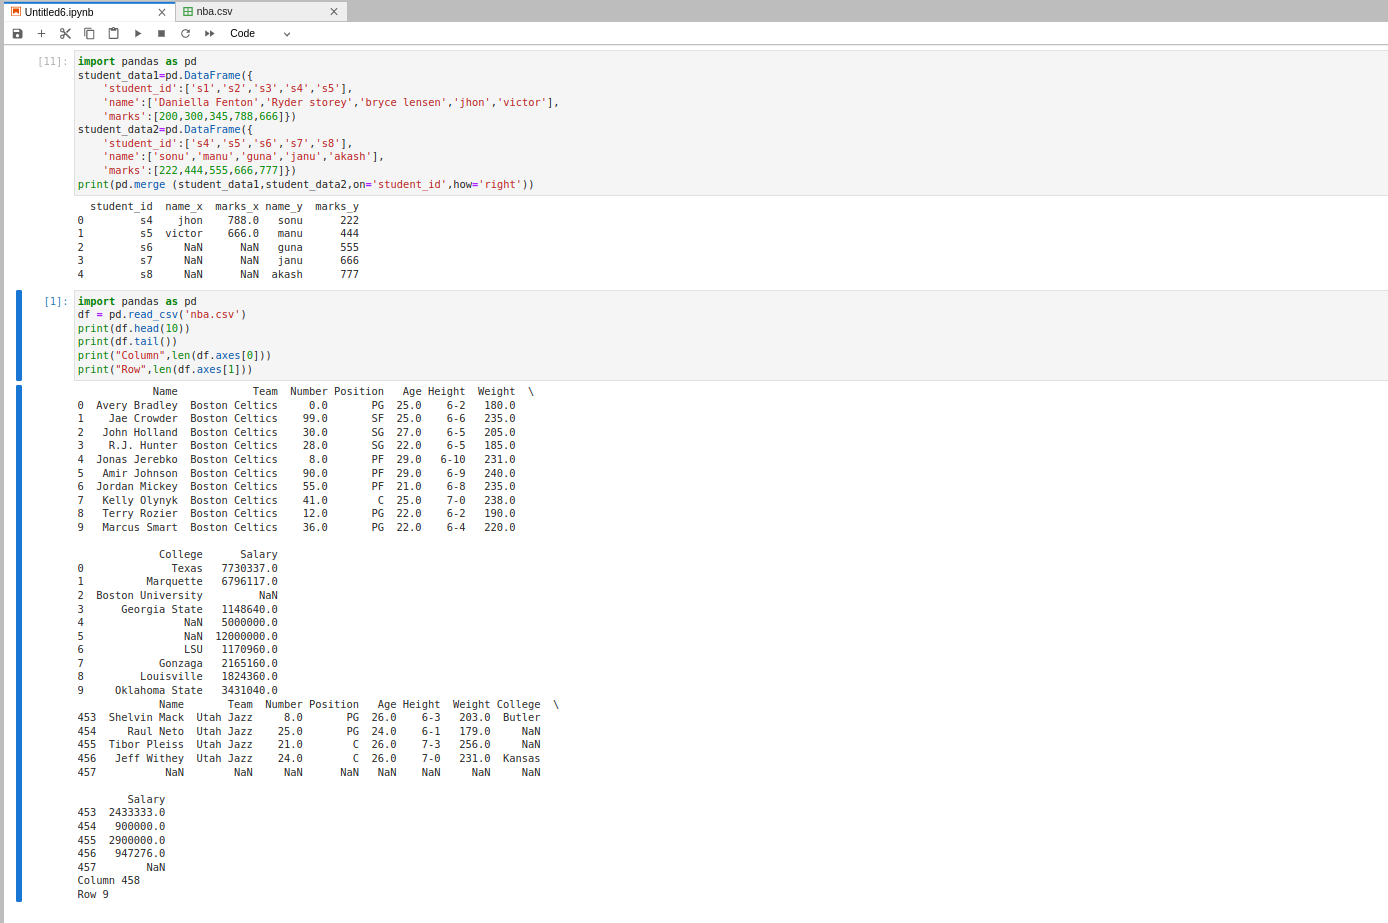 Untitled6.ipynb
nba.csv
Code
[11]:
import pandas as pd
student_data1=pd.DataFrame({
    'student_id':['s1','s2','s3','s4','s5'],
    'name':['Daniella Fenton','Ryder storey','bryce lensen','jhon','victor'],
    'marks':[200,300,345,788,666]})
student_data2=pd.DataFrame({
    'student_id':['s4','s5','s6','s7','s8'],
    'name':['sonu','manu','guna','janu','akash'],
    'marks':[222,444,555,666,777]})
print(pd.merge (student_data1,student_data2,on='student_id',how='right'))
  student_id  name_x  marks_x name_y  marks_y
0         s4    jhon    788.0   sonu      222
1         s5  victor    666.0   manu      444
2         s6     NaN      NaN   guna      555
3         s7     NaN      NaN   janu      666
4         s8     NaN      NaN  akash      777
[1]:
import pandas as pd
df = pd.read_csv('nba.csv')
print(df.head(10))
print(df.tail())
print("Column",len(df.axes[0]))
print("Row",len(df.axes[1]))
            Name            Team  Number Position   Age Height  Weight  \
0  Avery Bradley  Boston Celtics     0.0       PG  25.0    6-2   180.0
1    Jae Crowder  Boston Celtics    99.0       SF  25.0    6-6   235.0
2   John Holland  Boston Celtics    30.0       SG  27.0    6-5   205.0
3    R.J. Hunter  Boston Celtics    28.0       SG  22.0    6-5   185.0
4  Jonas Jerebko  Boston Celtics     8.0       PF  29.0   6-10   231.0
5   Amir Johnson  Boston Celtics    90.0       PF  29.0    6-9   240.0
6  Jordan Mickey  Boston Celtics    55.0       PF  21.0    6-8   235.0
7   Kelly Olynyk  Boston Celtics    41.0        C  25.0    7-0   238.0
8   Terry Rozier  Boston Celtics    12.0       PG  22.0    6-2   190.0
9   Marcus Smart  Boston Celtics    36.0       PG  22.0    6-4   220.0
             College      Salary
0              Texas   7730337.0
1          Marquette   6796117.0
2  Boston University         NaN
3      Georgia State   1148640.0
4                NaN   5000000.0
5                NaN  12000000.0
6                LSU   1170960.0
7            Gonzaga   2165160.0
8         Louisville   1824360.0
9     Oklahoma State   3431040.0
             Name       Team  Number Position   Age Height  Weight College  \
453  Shelvin Mack  Utah Jazz     8.0       PG  26.0    6-3   203.0  Butler
454     Raul Neto  Utah Jazz    25.0       PG  24.0    6-1   179.0     NaN
455  Tibor Pleiss  Utah Jazz    21.0        C  26.0    7-3   256.0     NaN
456   Jeff Withey  Utah Jazz    24.0        C  26.0    7-0   231.0  Kansas
457           NaN        NaN     NaN      NaN   NaN    NaN     NaN     NaN
        Salary
453  2433333.0
454   900000.0
455  2900000.0
456   947276.0
457        NaN
Column 458
Row 9